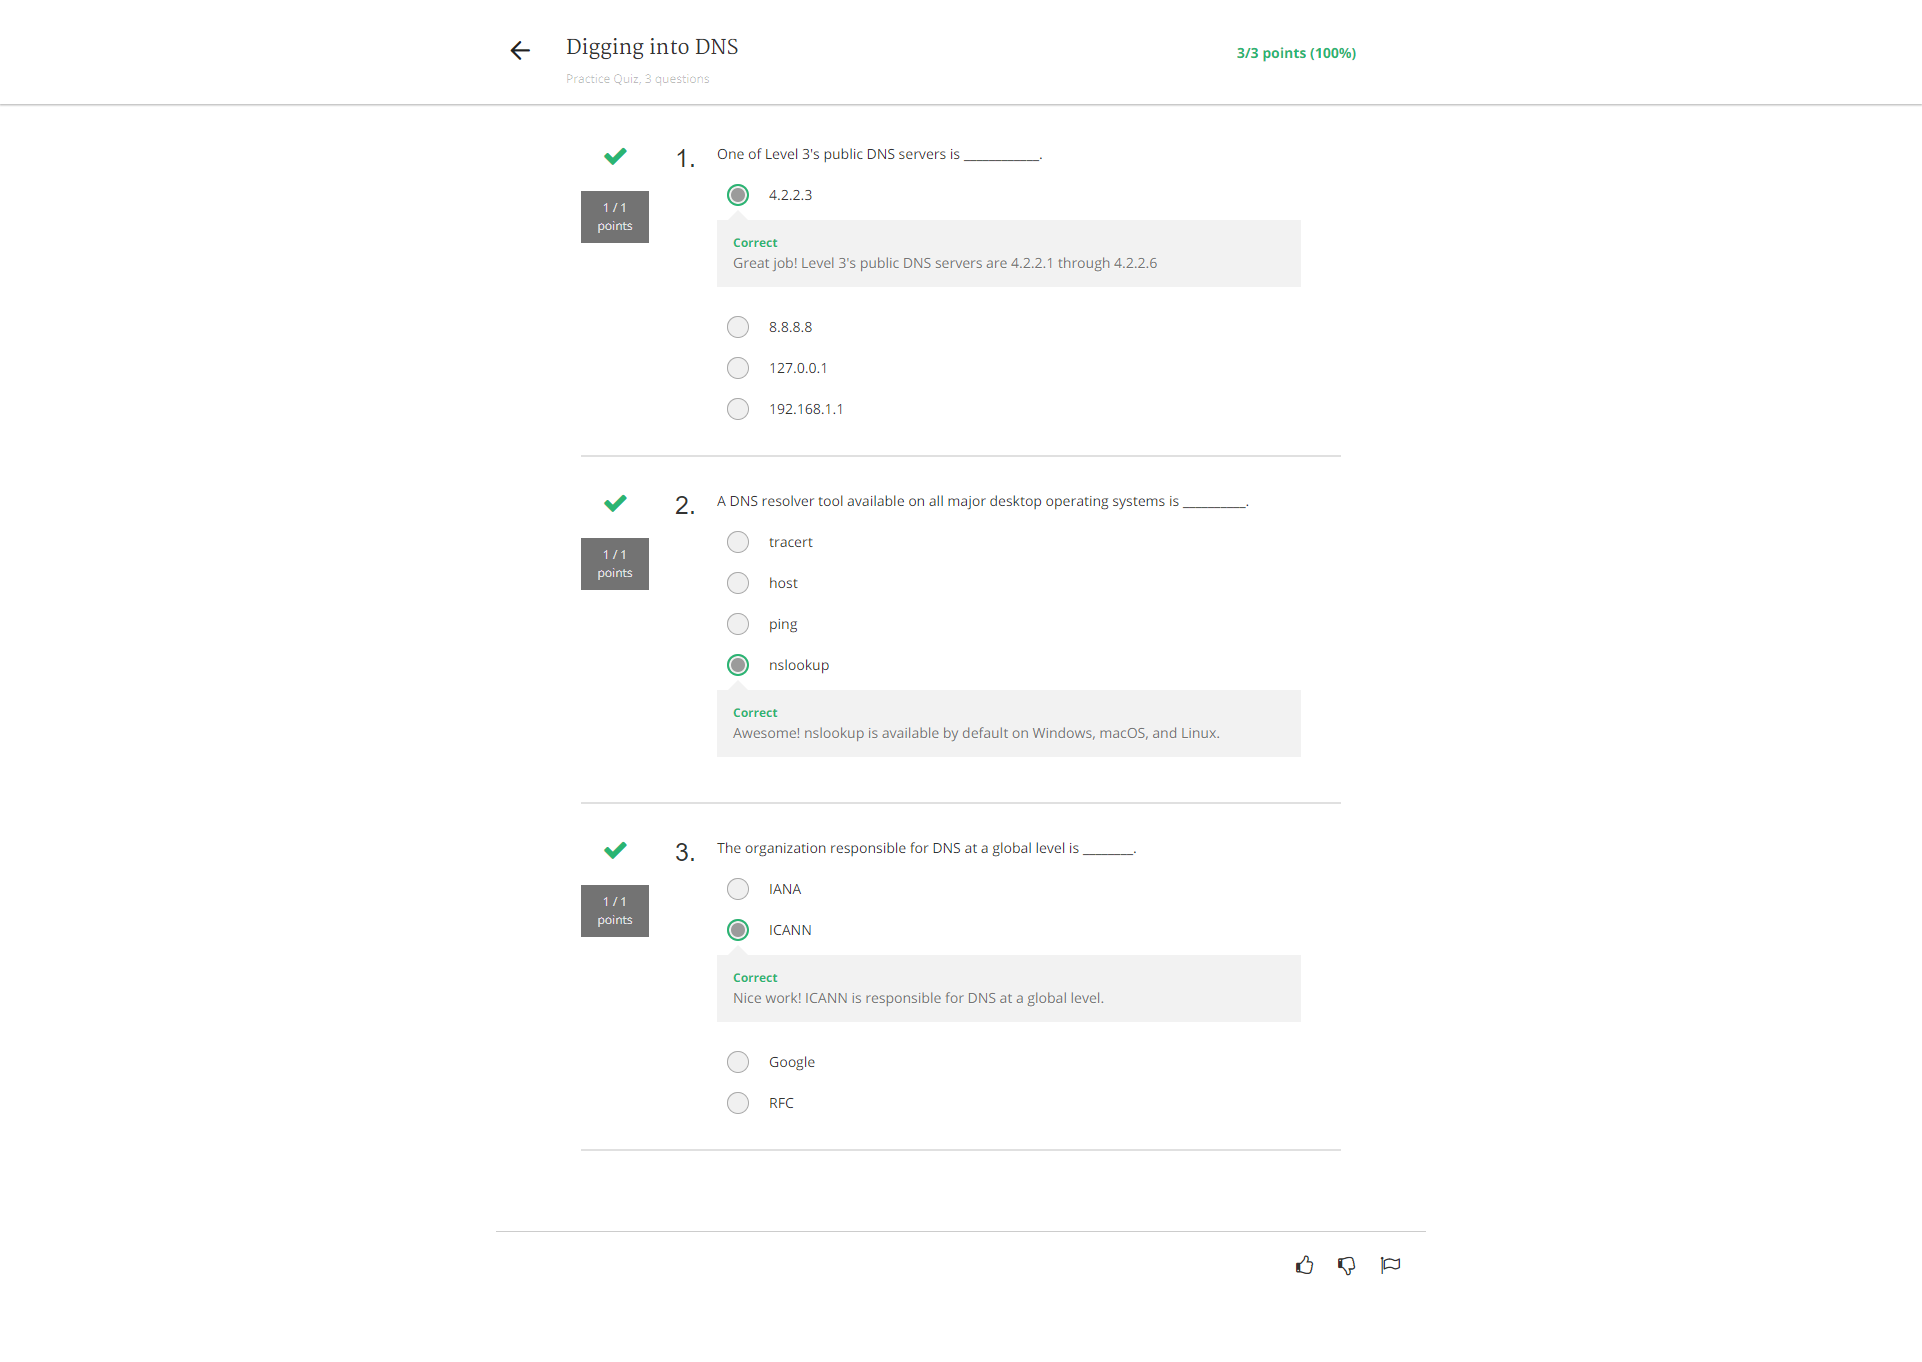 Digging into DNS
Practice Quiz, 3 questions
3/3 points (100%)
1.
One of Level 3's public DNS servers is ____________.
1 / 1
points
4.2.2.3
Correct
Great job! Level 3's public DNS servers are 4.2.2.1 through 4.2.2.6
8.8.8.8
127.0.0.1
192.168.1.1
2.
A DNS resolver tool available on all major desktop operating systems is __________.
1 / 1
points
tracert
host
ping
nslookup
Correct
Awesome! nslookup is available by default on Windows, macOS, and Linux.
3.
The organization responsible for DNS at a global level is ________.
1 / 1
points
IANA
ICANN
Correct
Nice work! ICANN is responsible for DNS at a global level.
Google
RFC